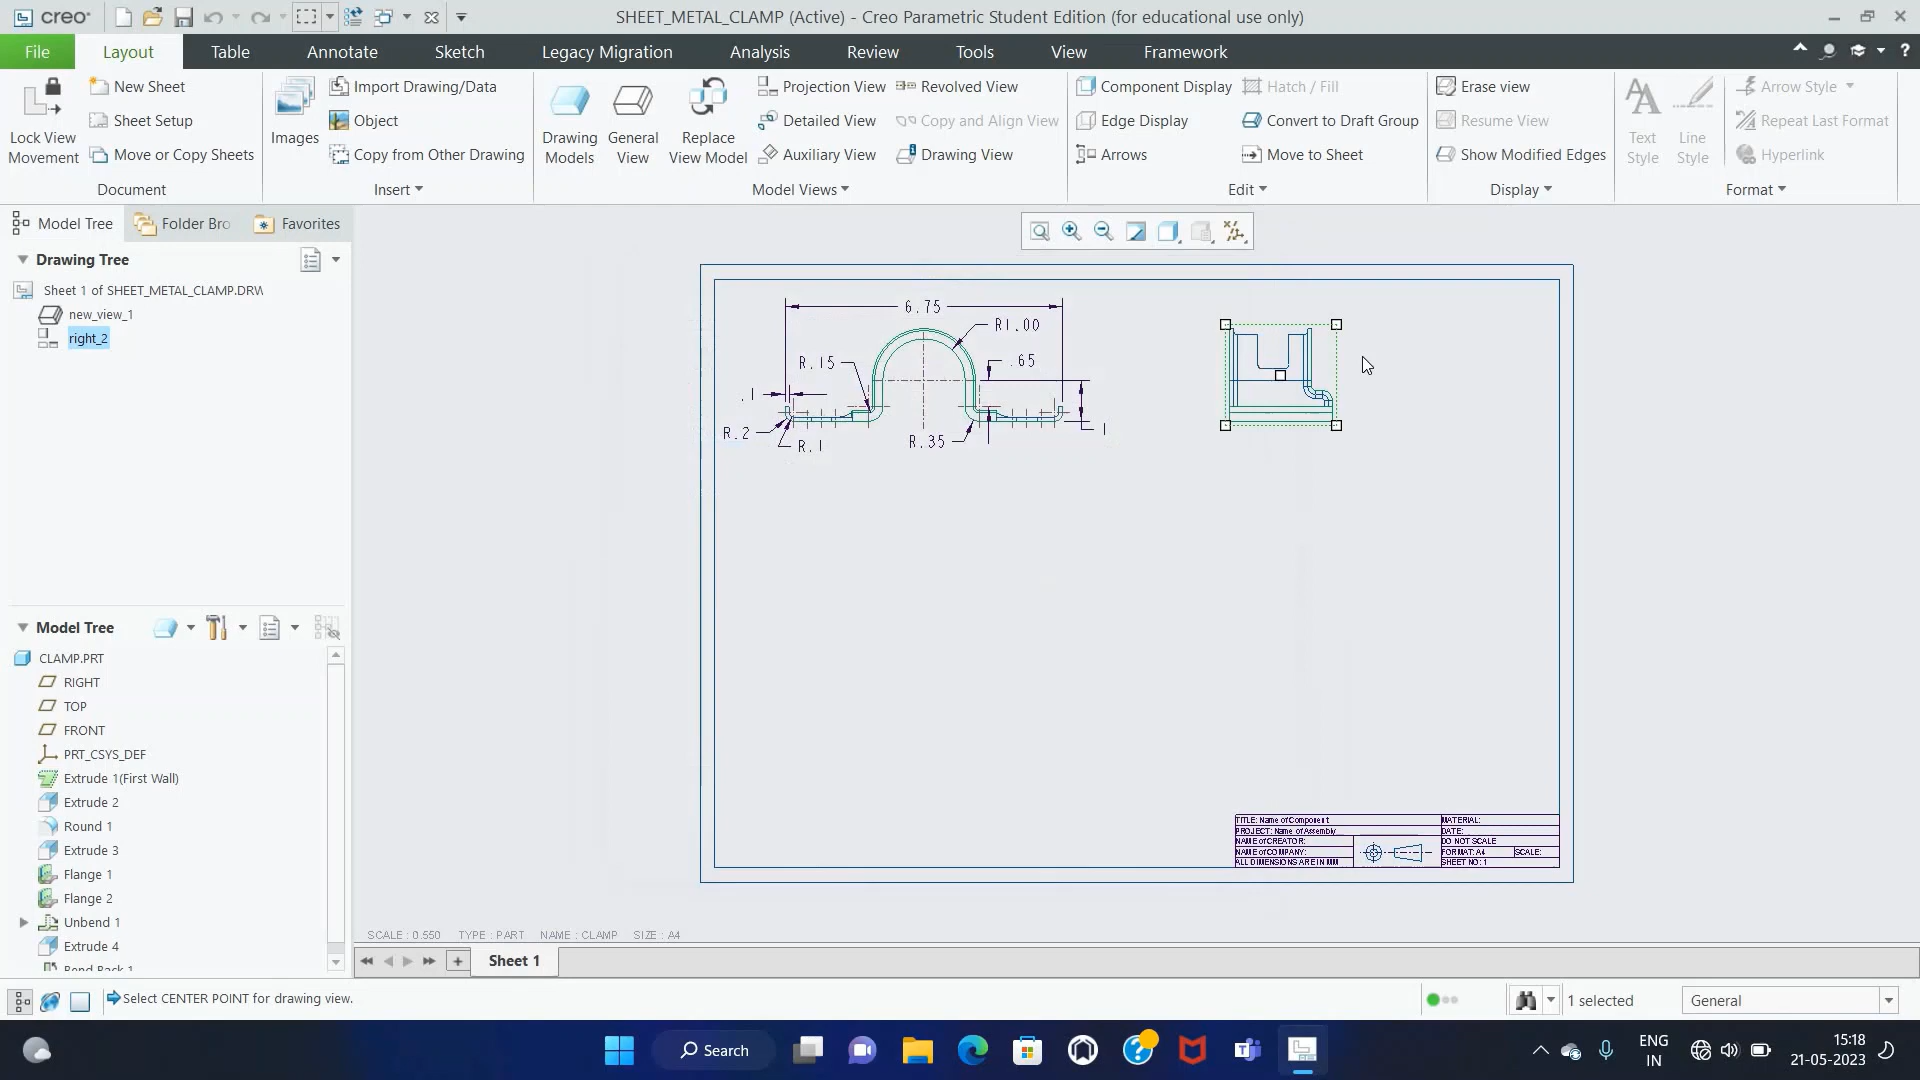 creo
SHEET_METAL_CLAMP (Active) - Creo Parametric Student Edition (for educational use only)
File Layout Table Annotate Sketch Legacy Migration Analysis Review Tools View Framework
Lock View Movement
New Sheet
Sheet Setup
Move or Copy Sheets
Document
Images
Import Drawing/Data
Object
Copy from Other Drawing
Insert
Drawing Models
General View
Replace View Model
Projection View
Detailed View
Auxiliary View
Revolved View
Copy and Align View
Drawing View
Model Views
Component Display
Edge Display
Arrows
Hatch / Fill
Convert to Draft Group
Move to Sheet
Edit
Erase view
Resume View
Show Modified Edges
Display
Text Style
Line Style
Arrow Style
Repeat Last Format
Hyperlink
Format
Model Tree Folder Bro Favorites
Drawing Tree
Sheet 1 of SHEET_METAL_CLAMP.DRW
new_view_1
right_2
Model Tree
CLAMP.PRT
RIGHT
TOP
FRONT
PRT_CSYS_DEF
Extrude 1(First Wall)
Extrude 2
Round 1
Extrude 3
Flange 1
Flange 2
Unbend 1
Extrude 4
Bend Back 1
6.75
R1.00
R.15
.65
.1
R.2
R.1
R.35
1
TITLE: Name of Component
PROJECT: Name of Assembly
NAME of CREATOR:
NAME of COMPANY:
ALL DIMENSIONS ARE IN MM
MATERIAL:
DATE:
DO NOT SCALE
FORMAT: A4 SCALE:
SHEET NO: 1
SCALE : 0.550 TYPE : PART NAME : CLAMP SIZE : A4
Sheet 1
Select CENTER POINT for drawing view.
1 selected
General
Search
ENG
IN
15:18
21-05-2023